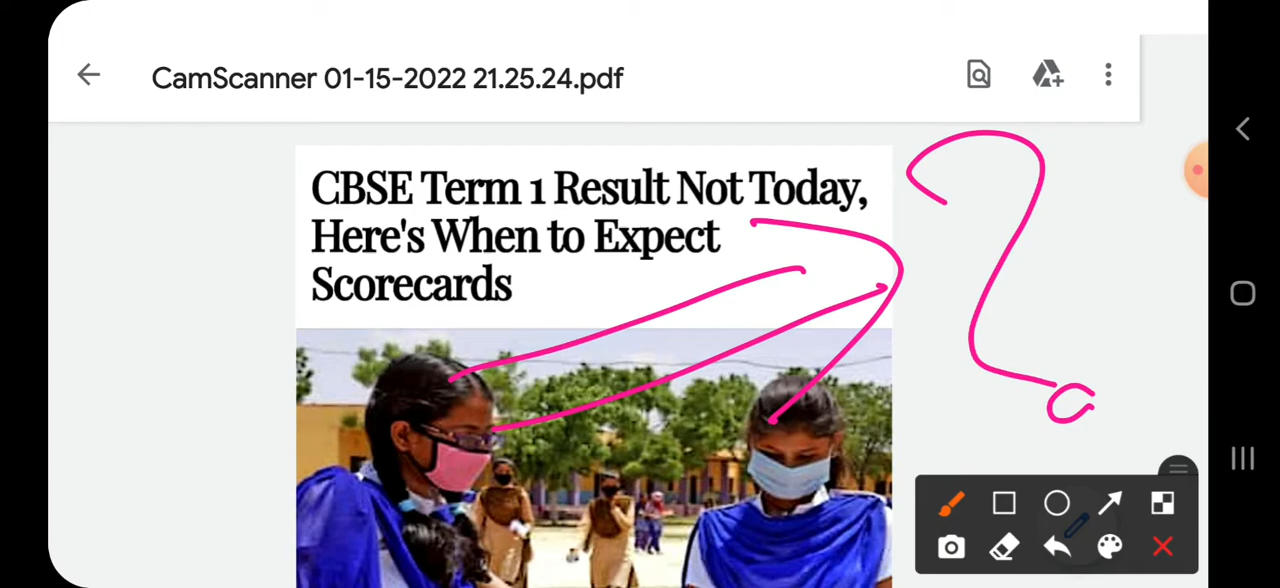 CamScanner 01-15-2022 21.25.24.pdf
CBSE Term 1 Result Not Today,
Here's When to Expect
Scorecards
?